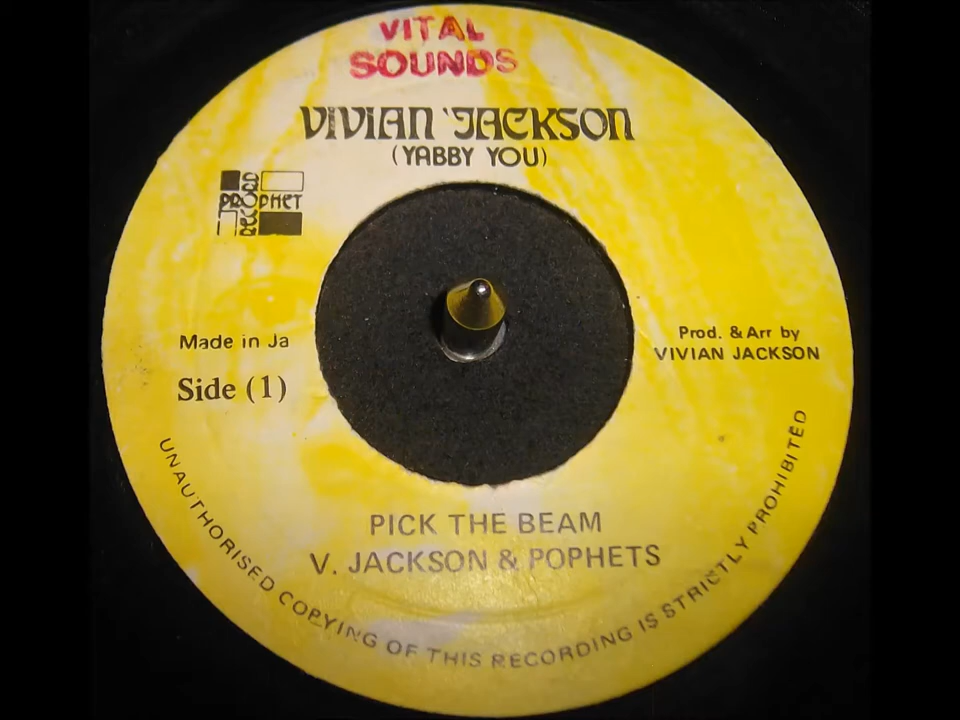 VITAL
SOUNDS
VIVIAN JACKSON
(YABBY YOU)
PROPHET
RECORD
Made in Ja
Side (1)
Prod. & Arr by
VIVIAN JACKSON
PICK THE BEAM
V. JACKSON & POPHETS
UNAUTHORISED COPYING OF THIS RECORDING IS STRICTLY PROHIBITED